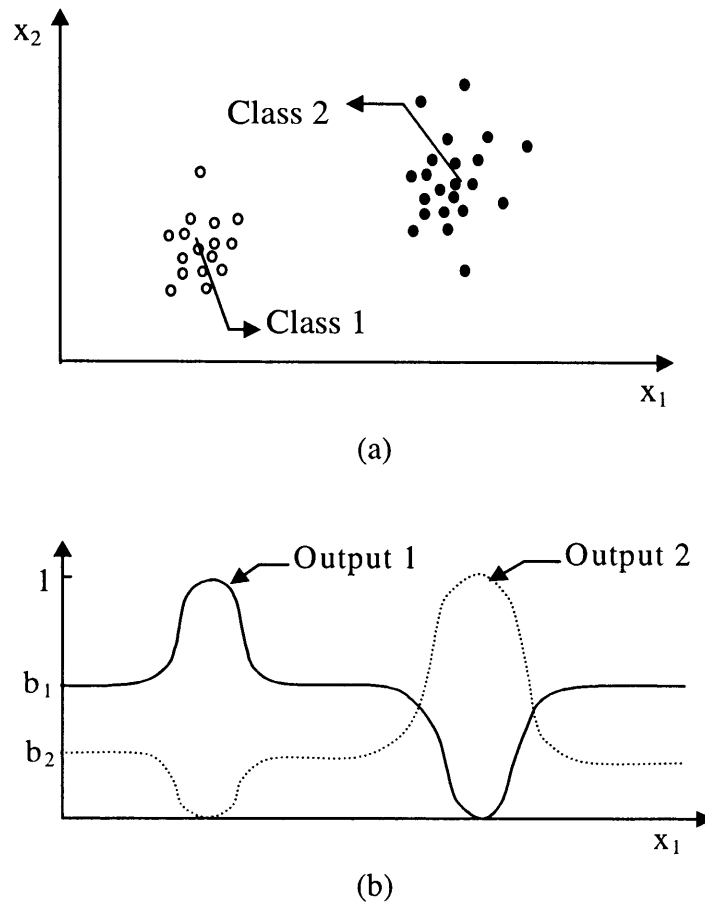 x₂
Class 2
Class 1
x₁
(a)
Output 1
Output 2
1
b₁
b₂
x₁
(b)